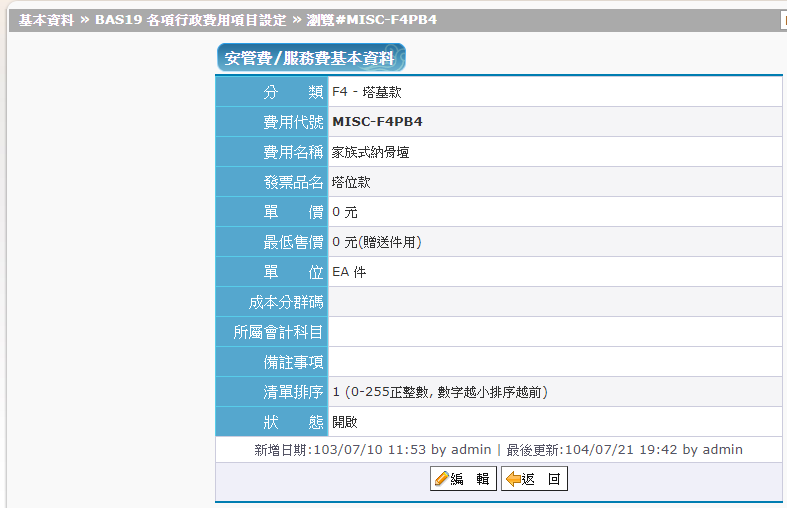 基本資料 » BAS19 各項行政費用項目設定 » 瀏覽#MISC-F4PB4
安管費/服務費基本資料
分　類 F4 - 塔墓款
費用代號 MISC-F4PB4
費用名稱 家族式納骨壇
發票品名 塔位款
單　價 0 元
最低售價 0 元(贈送件用)
單　位 EA 件
成本分群碼
所屬會計科目
備註事項
清單排序 1 (0-255正整數, 數字越小排序越前)
狀　態 開啟
新增日期:103/07/10 11:53 by admin | 最後更新:104/07/21 19:42 by admin
編　輯 返　回